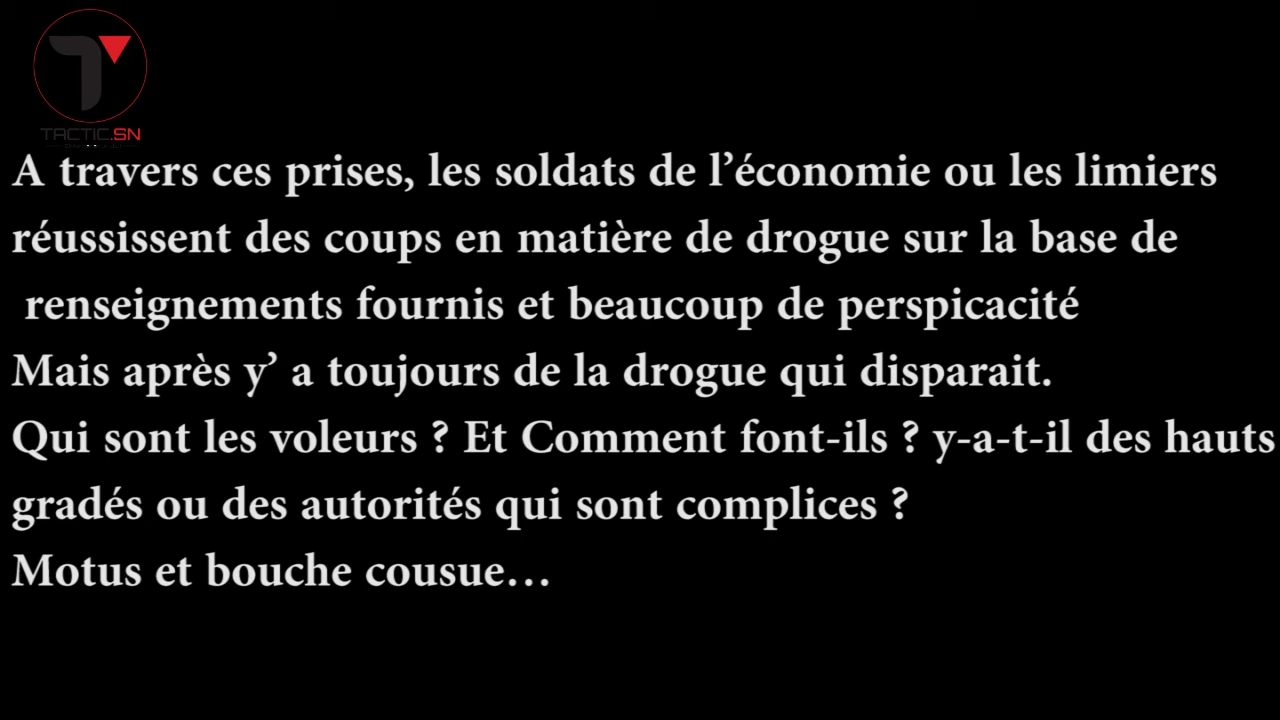 TACTIC.SN
A travers ces prises, les soldats de l’économie ou les limiers
réussissent des coups en matière de drogue sur la base de
renseignements fournis et beaucoup de perspicacité
Mais après y’ a toujours de la drogue qui disparait.
Qui sont les voleurs ? Et Comment font-ils ? y-a-t-il des hauts
gradés ou des autorités qui sont complices ?
Motus et bouche cousue…